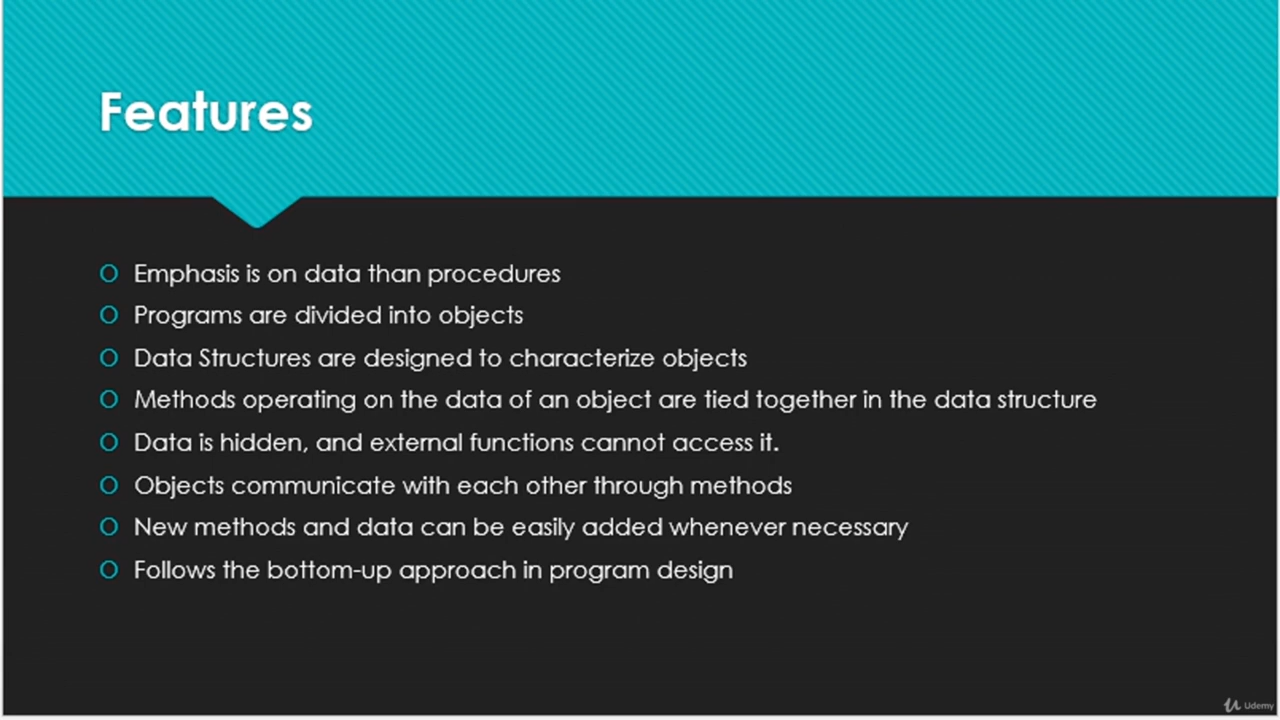 Features
O Emphasis is on data than procedures
O Programs are divided into objects
O Data Structures are designed to characterize objects
O Methods operating on the data of an object are tied together in the data structure
O Data is hidden, and external functions cannot access it.
O Objects communicate with each other through methods
O New methods and data can be easily added whenever necessary
O Follows the bottom-up approach in program design
Udemy